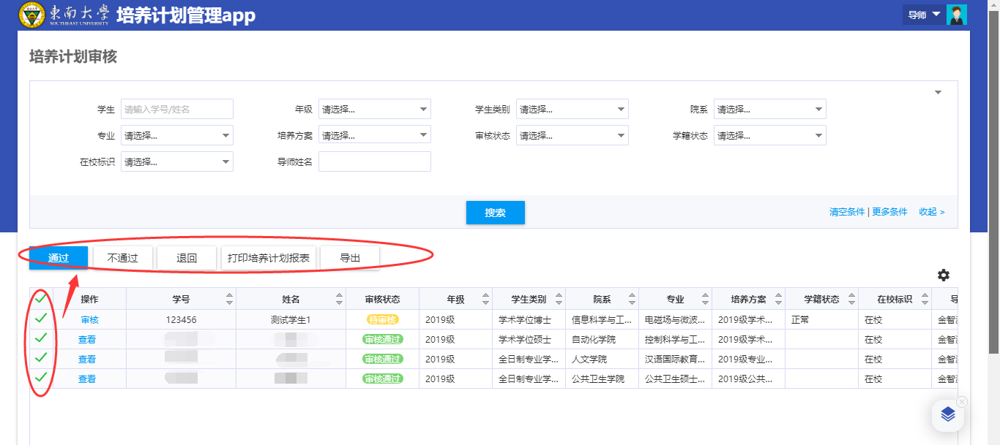 东南大学 培养计划管理app 导师
SOUTHEAST UNIVERSITY
培养计划审核
学生 请输入学号/姓名 年级 请选择... 学生类别 请选择... 院系 请选择...
专业 请选择... 培养方案 请选择... 审核状态 请选择... 学籍状态 请选择...
在校标识 请选择... 导师姓名
搜索 清空条件 | 更多条件 收起 >
通过 不通过 退回 打印培养计划报表 导出
操作 学号 姓名 审核状态 年级 学生类别 院系 专业 培养方案 学籍状态 在校标识 导
审核 123456 测试学生1 待审核 2019级 学术学位博士 信息科学与工... 电磁场与微波... 2019级学术... 正常 在校 金智
查看 审核通过 2019级 学术学位硕士 自动化学院 控制科学与工... 2019级学术... 在校 金智
查看 审核通过 2019级 全日制专业学... 人文学院 汉语国际教育... 2019级专业... 在校 金智
查看 审核通过 2019级 全日制专业学... 公共卫生学院 公共卫生硕士... 2019级公共... 在校 金智